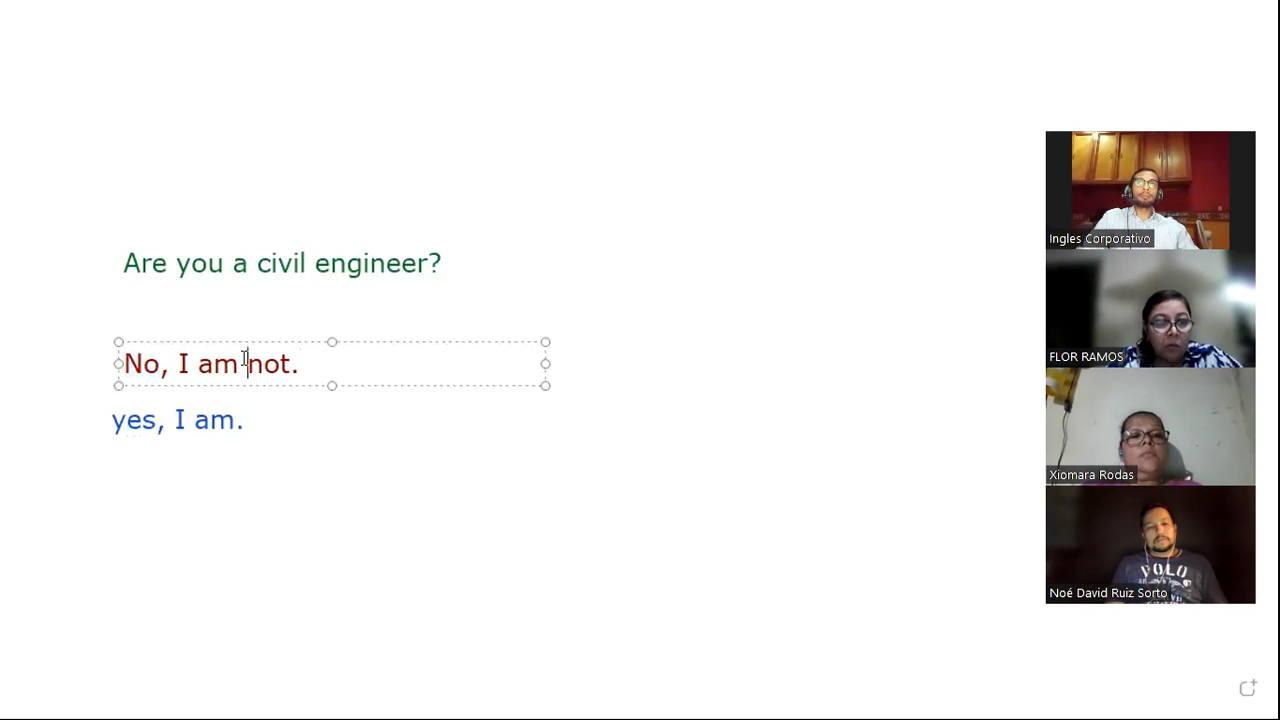 Are you a civil engineer?
No, I am not.
yes, I am.
Ingles Corporativo
FLOR RAMOS
Xiomara Rodas
POLO
Noé David Ruiz Sorto